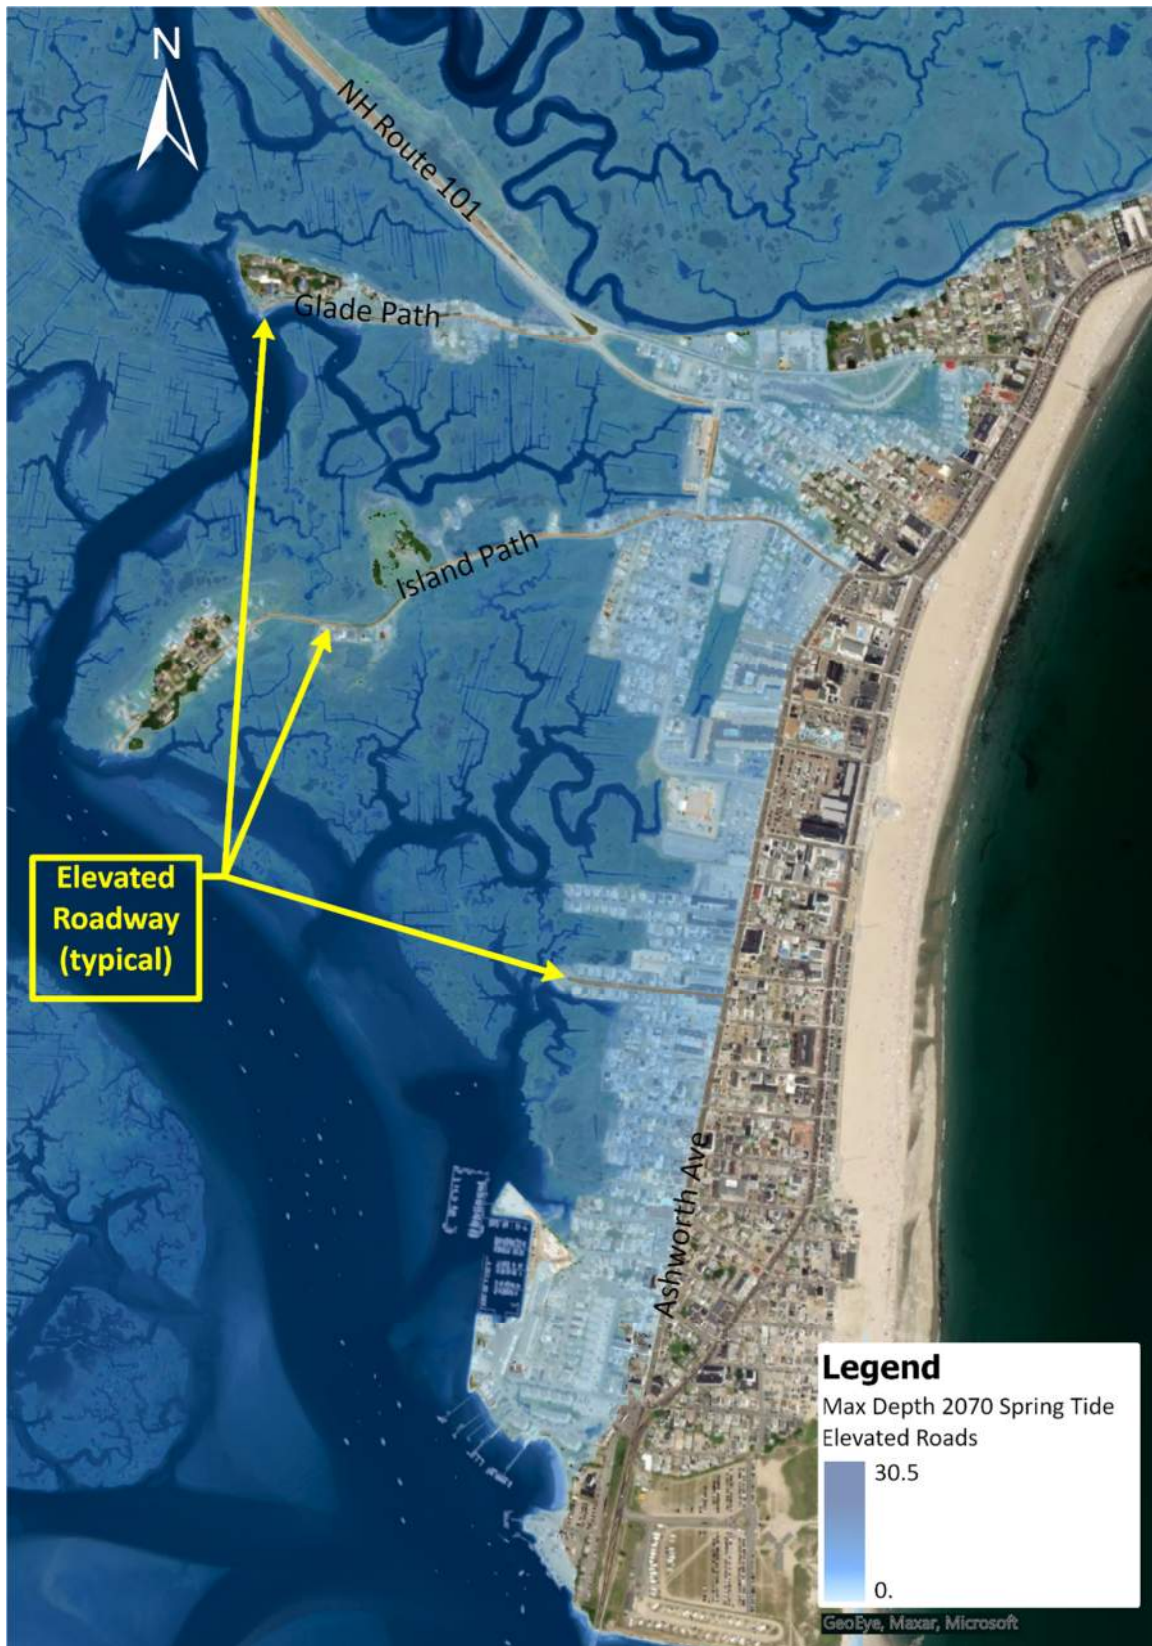 N
NH Route 101
Glade Path
Island Path
Elevated
Roadway
(typical)
Ashworth Ave
Legend
Max Depth 2070 Spring Tide
Elevated Roads
30.5
0.
GeoEye, Maxar, Microsoft